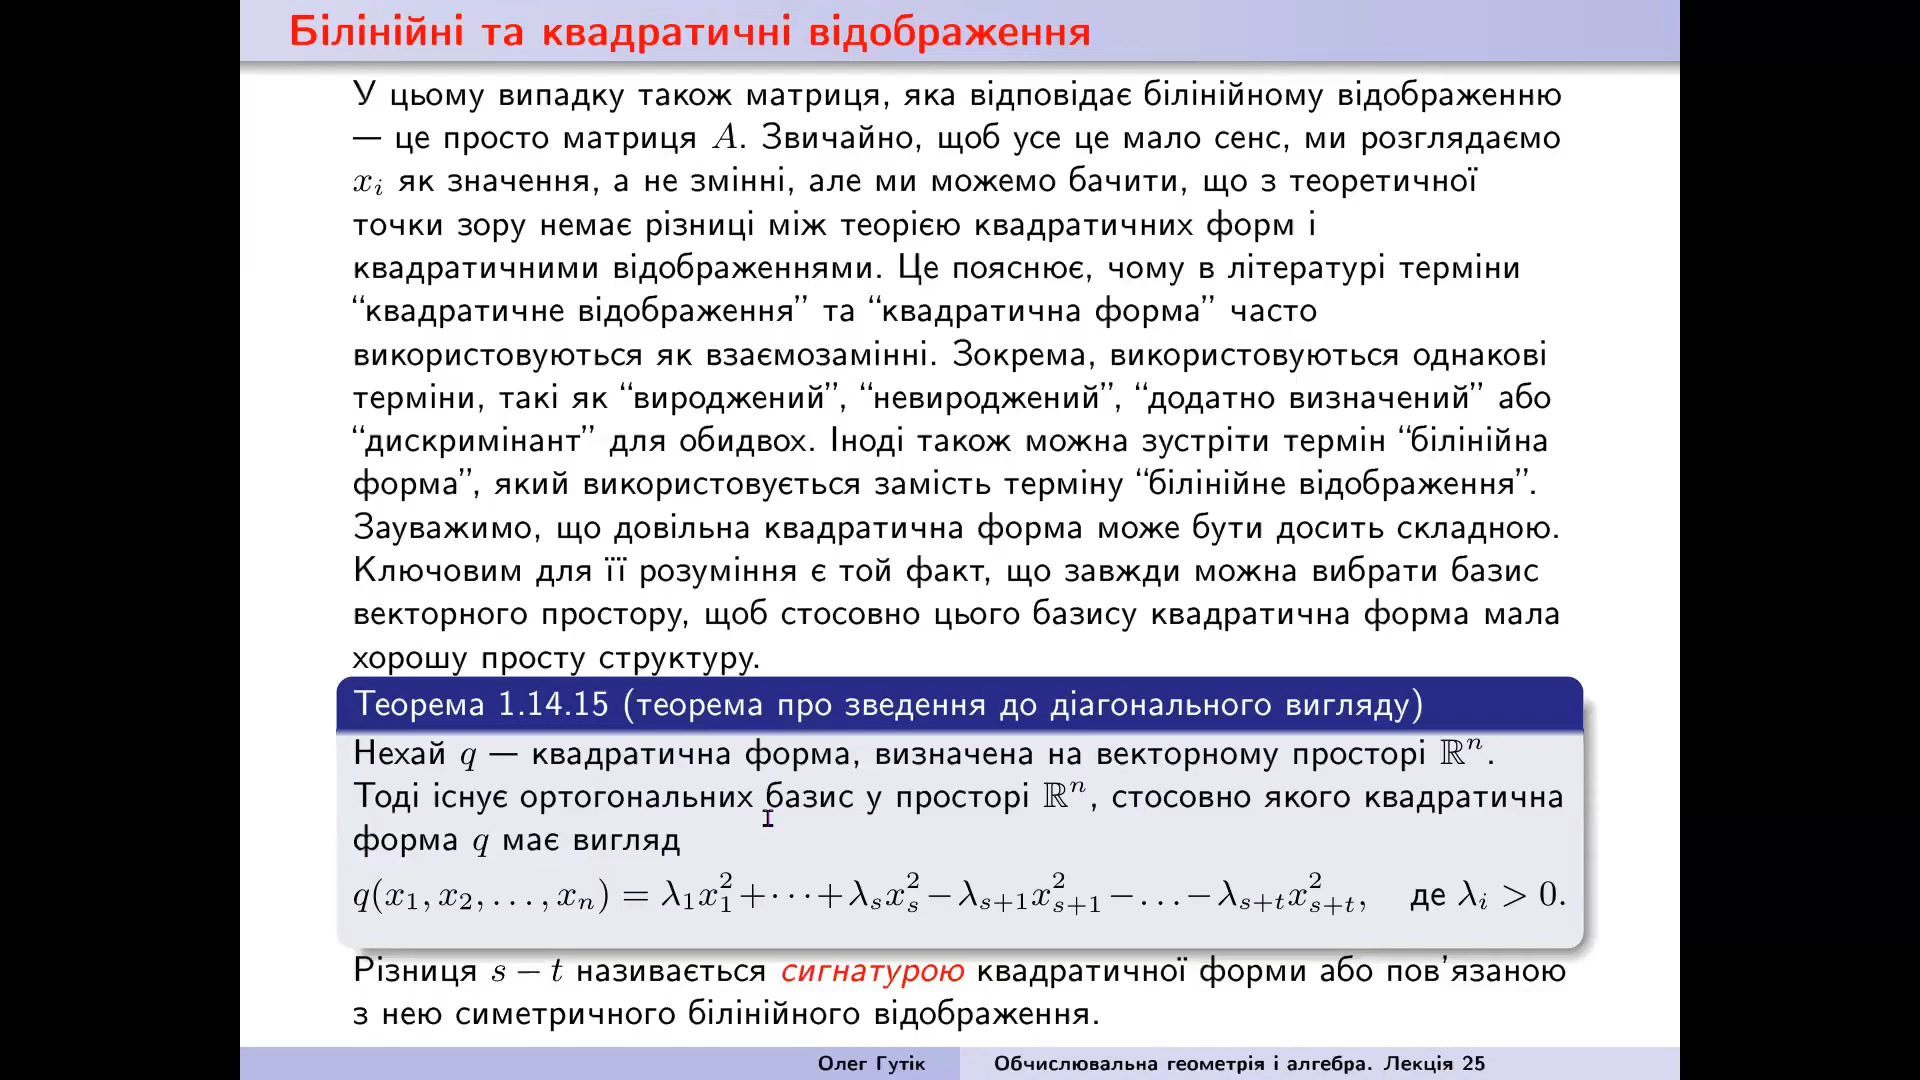 Білінійні та квадратичні відображення
У цьому випадку також матриця, яка відповідає білінійному відображенню
— це просто матриця A. Звичайно, щоб усе це мало сенс, ми розглядаємо
xᵢ як значення, а не змінні, але ми можемо бачити, що з теоретичної
точки зору немає різниці між теорією квадратичних форм і
квадратичними відображеннями. Це пояснює, чому в літературі терміни
“квадратичне відображення” та “квадратична форма” часто
використовуються як взаємозамінні. Зокрема, використовуються однакові
терміни, такі як “вироджений”, “невироджений”, “додатно визначений” або
“дискримінант” для обидвох. Іноді також можна зустріти термін “білінійна
форма”, який використовується замість терміну “білінійне відображення”.
Зауважимо, що довільна квадратична форма може бути досить складною.
Ключовим для її розуміння є той факт, що завжди можна вибрати базис
векторного простору, щоб стосовно цього базису квадратична форма мала
хорошу просту структуру.
Теорема 1.14.15 (теорема про зведення до діагонального вигляду)
Нехай q — квадратична форма, визначена на векторному просторі ℝⁿ.
Тоді існує ортогональних базис у просторі ℝⁿ, стосовно якого квадратична
форма q має вигляд
q(x₁, x₂, . . . , xₙ) = λ₁x₁² + · · · + λₛxₛ² − λₛ₊₁xₛ₊₁² − . . . − λₛ₊ₜxₛ₊ₜ², де λᵢ > 0.
Різниця s − t називається сигнатурою квадратичної форми або пов’язаною
з нею симетричного білінійного відображення.
Олег Гутік Обчислювальна геометрія і алгебра. Лекція 25